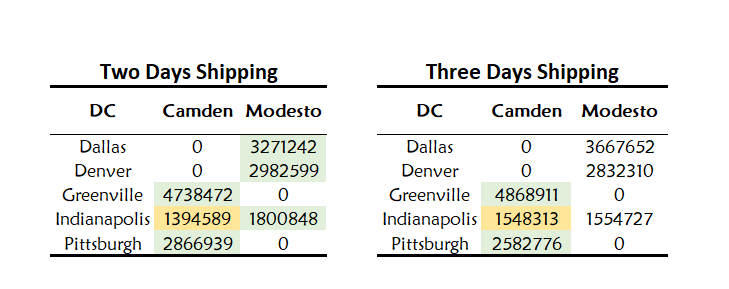 Two Days Shipping
DC Camden Modesto
Dallas 0 3271242
Denver 0 2982599
Greenville 4738472 0
Indianapolis 1394589 1800848
Pittsburgh 2866939 0
Three Days Shipping
DC Camden Modesto
Dallas 0 3667652
Denver 0 2832310
Greenville 4868911 0
Indianapolis 1548313 1554727
Pittsburgh 2582776 0